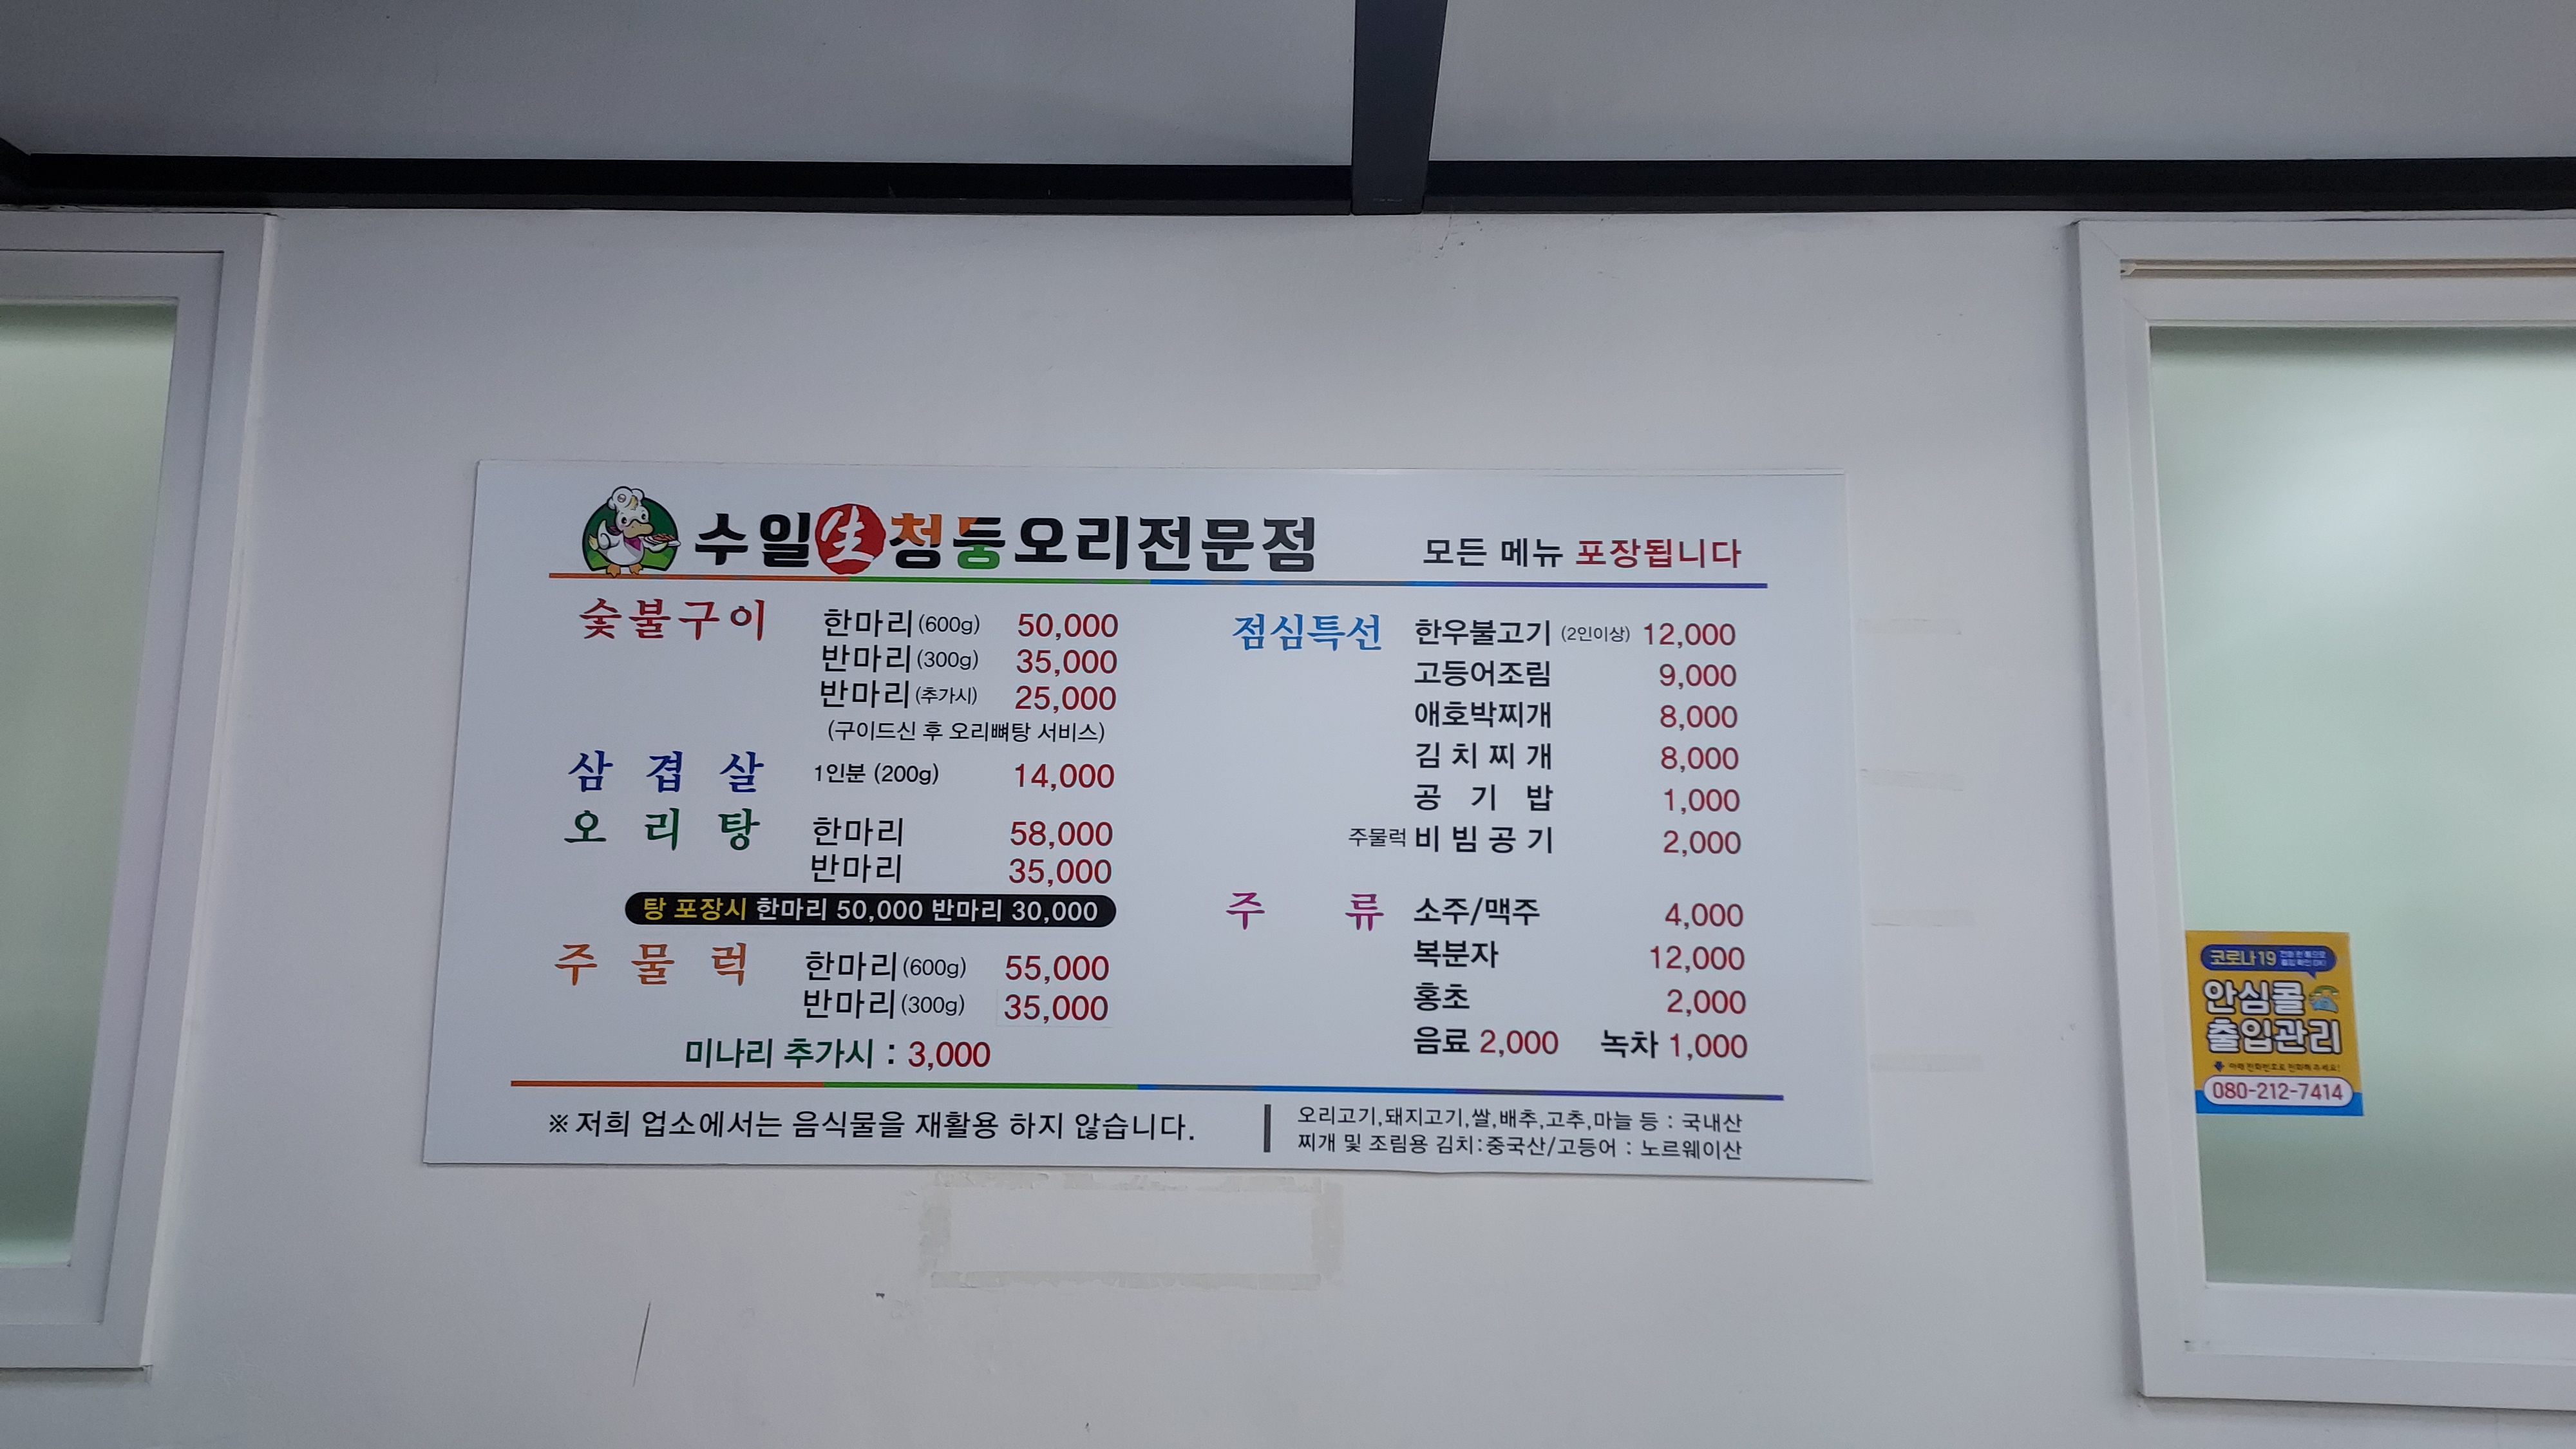 수일生청둥오리전문점 모든 메뉴 포장됩니다
숯불구이 한마리(600g) 50,000
반마리(300g) 35,000
반마리(추가시) 25,000
(구이드신 후 오리뼈탕 서비스)
삼겹살 1인분 (200g) 14,000
오리탕 한마리 58,000
반마리 35,000
탕 포장시 한마리 50,000 반마리 30,000
주물럭 한마리(600g) 55,000
반마리(300g) 35,000
미나리 추가시 : 3,000
점심특선 한우불고기 (2인이상) 12,000
고등어조림 9,000
애호박찌개 8,000
김치찌개 8,000
공기밥 1,000
주물럭 비빔공기 2,000
주류 소주/맥주 4,000
복분자 12,000
홍초 2,000
음료 2,000 녹차 1,000
※ 저희 업소에서는 음식물을 재활용 하지 않습니다.
오리고기,돼지고기,쌀,배추,고추,마늘 등 : 국내산
찌개 및 조림용 김치:중국산/고등어 : 노르웨이산
코로나19
안심콜
출입관리
아래 전화번호로 전화해 주세요!
080-212-7414